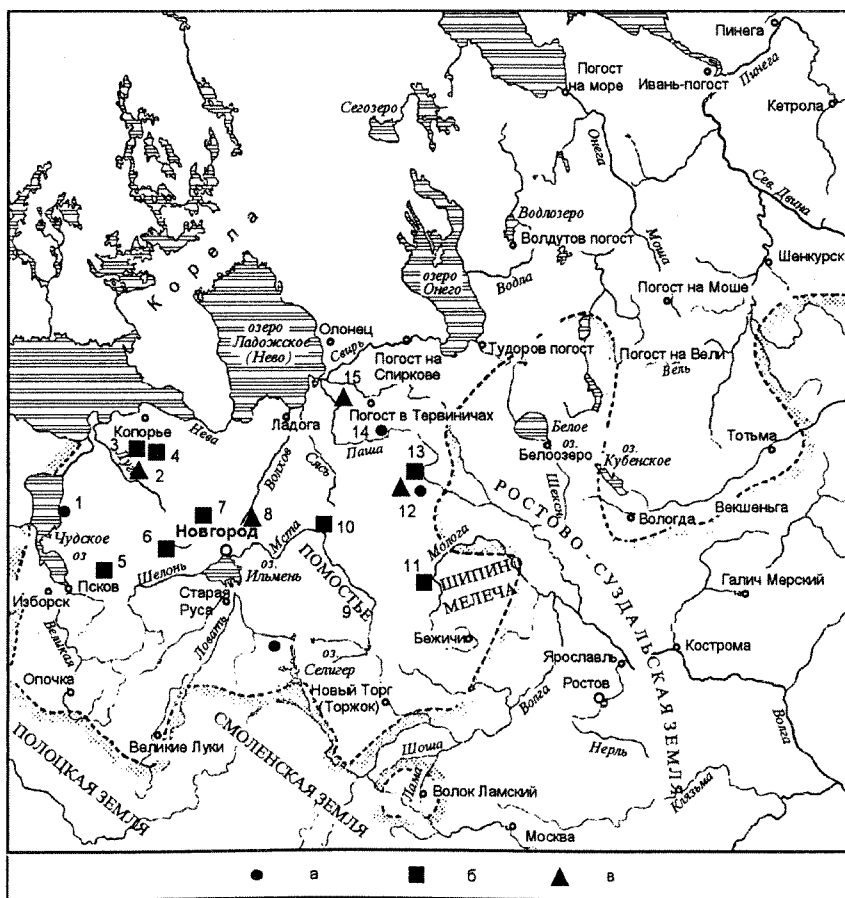 Пинега
Погост
на море
Ивань-погост
Пинега
Сегозеро
Кетрола
Онега
Корела
Сев. Двина
Водлозеро
Волдутов погост
Моша
озеро
Онего
Шенкурск
Водла
Погост на Моше
озеро
Ладожское
(Нево)
Олонец
Свирь
Погост на
Спиркове
Тудоров погост
Погост на Вели
Вель
15
Погост в Тервиничах
Нева
Копорье
Ладога
14
Паша
Белое
оз.
Белоозеро
оз.
Кубенское
Тотьма
3
4
2
Волхов
Сясь
13
12
Шексн
Вологда
Векшеньга
1
Чудское
оз
7
8
Новгород
6
5
10
Мста
оз.
Ильмень
Шелонь
ПОМОСТЬЕ
Молога
11
ШИПИНО
МЕЛЕЧА
РОСТОВО-СУЗДАЛЬСКАЯ ЗЕМЛЯ
Галич Мерский
Псков
Изборск
Старая
Руса
9
Бежичи
Великая
Ловать
оз.
Селигер
Кострома
Ярославль
Ростов
Опочка
Новый Торг
(Торжок)
Волга
Волга
Великие Луки
Шоша
Нерль
ПОЛОЦКАЯ ЗЕМЛЯ
СМОЛЕНСКАЯ ЗЕМЛЯ
Лама
Волок Ламский
Клязьма
Москва
а
б
в